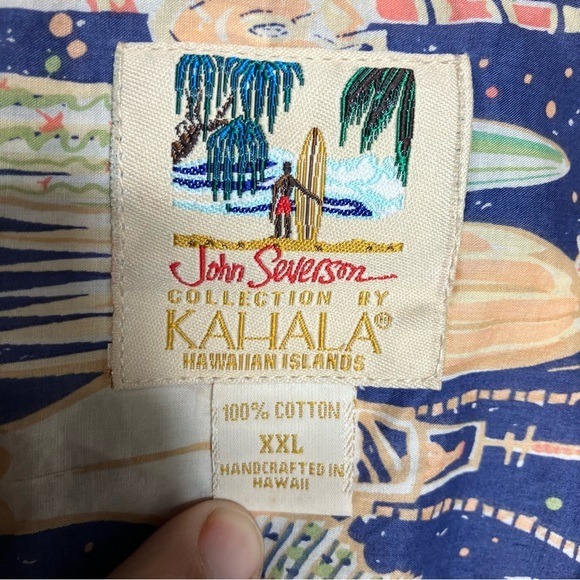 John Severson
COLLECTION BY
KAHALA®
HAWAIIAN ISLANDS
100% COTTON
XXL
HANDCRAFTED IN
HAWAII